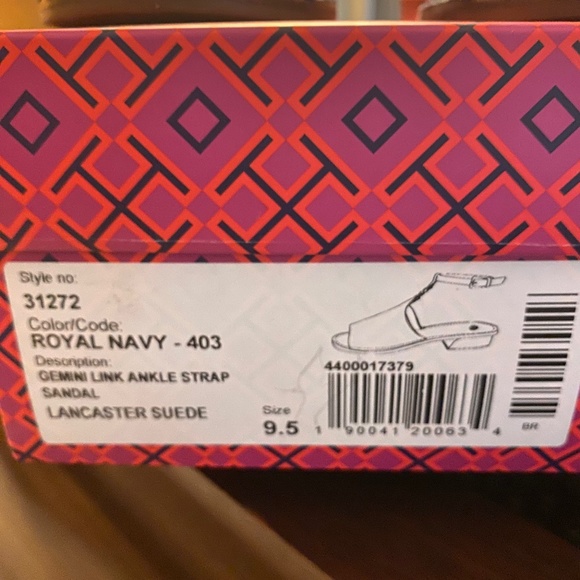 Style no:
31272
Color/Code:
ROYAL NAVY - 403
Description:
GEMINI LINK ANKLE STRAP
SANDAL
LANCASTER SUEDE
Size
9.5
4400017379
1 90041 20063 4
BR